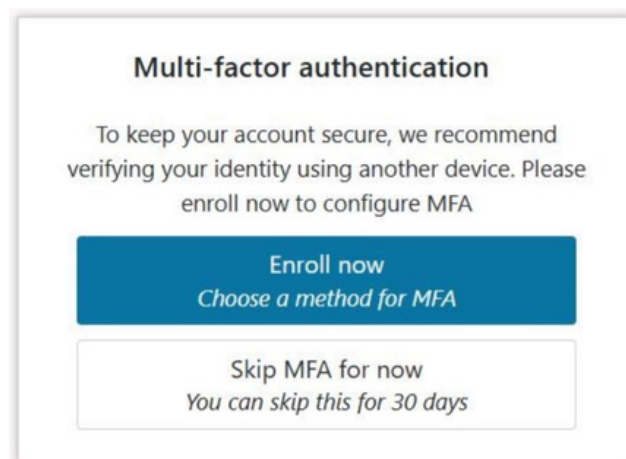 Multi-factor authentication
To keep your account secure, we recommend
verifying your identity using another device. Please
enroll now to configure MFA
Enroll now
Choose a method for MFA
Skip MFA for now
You can skip this for 30 days